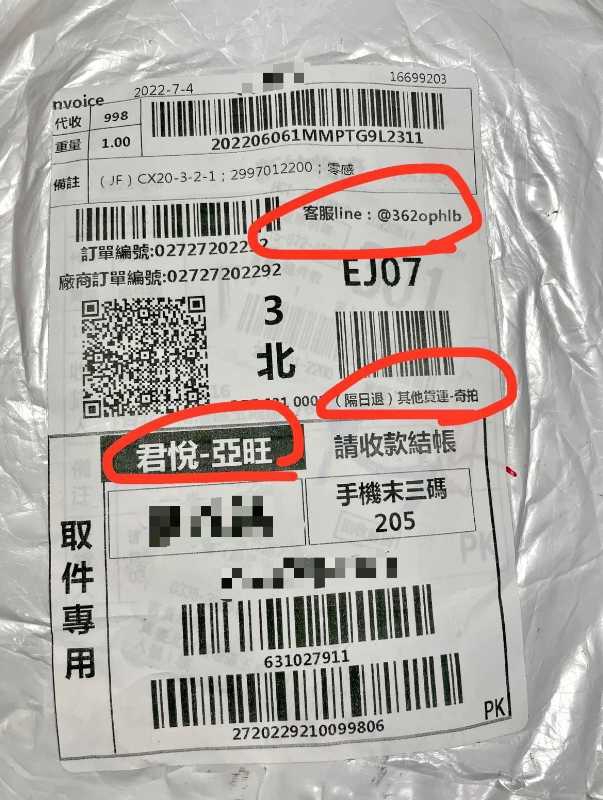 nvoice 2022-7-4 16699203
代收 998
重量 1.00
202206061MMPTG9L2311
備註 (JF)CX20-3-2-1；2997012200；零感
客服line：@362ophlb
訂單編號:02727202292
廠商訂單編號:02727202292
EJ07
3
北
(隔日退)其他貨運-奇拍
君悅-亞旺 請收款結帳
手機末三碼
205
取件專用
631027911
2720229210099806
PK